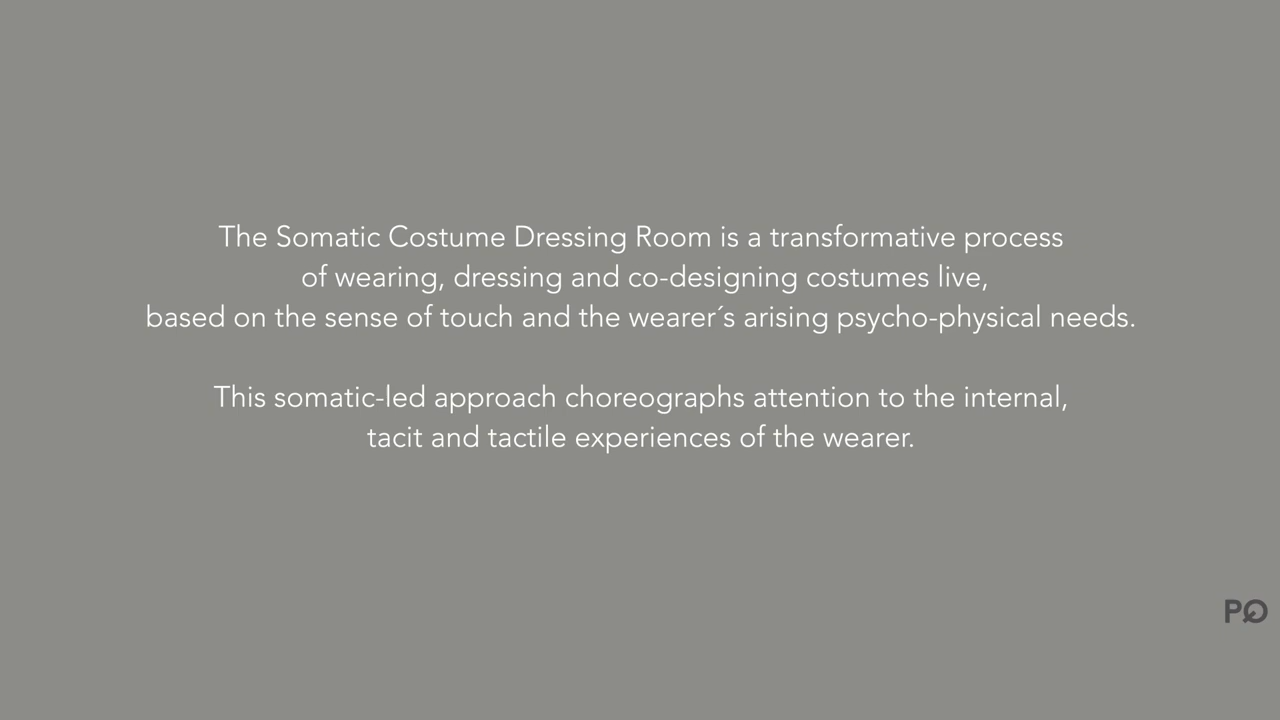 The Somatic Costume Dressing Room is a transformative process
of wearing, dressing and co-designing costumes live,
based on the sense of touch and the wearer´s arising psycho-physical needs.
This somatic-led approach choreographs attention to the internal,
tacit and tactile experiences of the wearer.
PQ